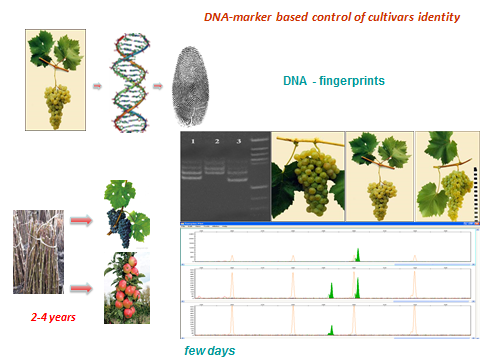 DNA-marker based control of cultivars identity
DNA - fingerprints
1 2 3
2-4 years
few days